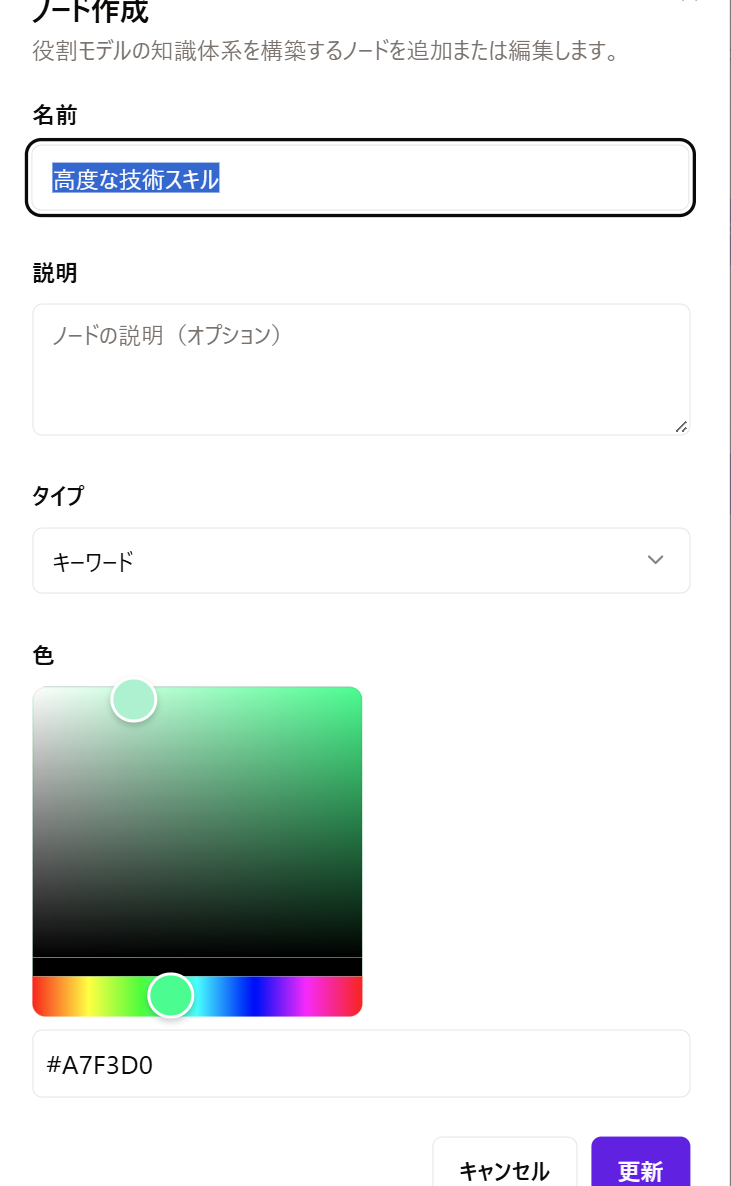 ノード作成
役割モデルの知識体系を構築するノードを追加または編集します。
名前
高度な技術スキル
説明
ノードの説明（オプション）
タイプ
キーワード
色
#A7F3D0
キャンセル
更新